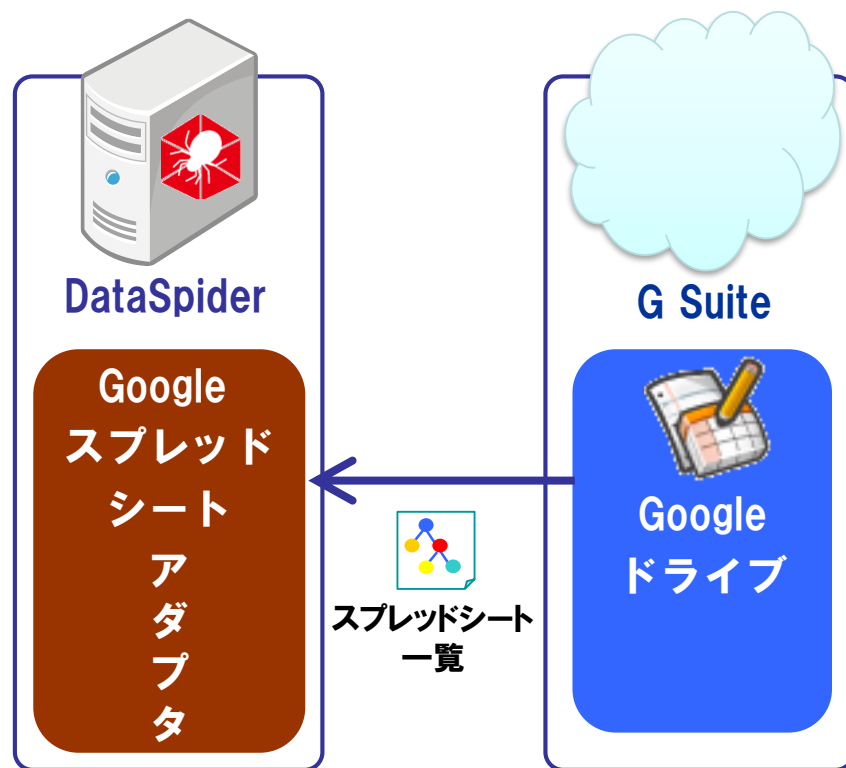 DataSpider
Google
スプレッド
シート
ア
ダ
プ
タ
スプレッドシート
一覧
G Suite
Google
ドライブ